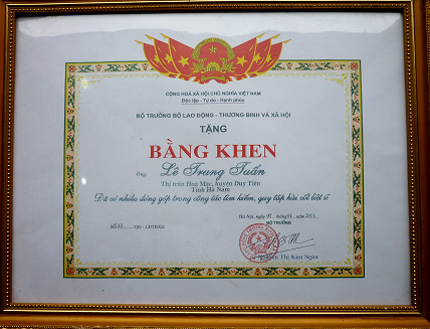 CỘNG HOÀ XÃ HỘI CHỦ NGHĨA VIỆT NAM
Độc lập - Tự do - Hạnh phúc
BỘ TRƯỞNG BỘ LAO ĐỘNG - THƯƠNG BINH VÀ XÃ HỘI
TẶNG
BẰNG KHEN
Ông: Lê Trung Tuấn
Thị trấn Hoà Mạc, huyện Duy Tiên
Tỉnh Hà Nam
Đã có nhiều đóng góp trong công tác tìm kiếm, quy tập hài cốt liệt sĩ
Hà Nội, ngày tháng năm
BỘ TRƯỞNG
Nguyễn Thị Kim Ngân